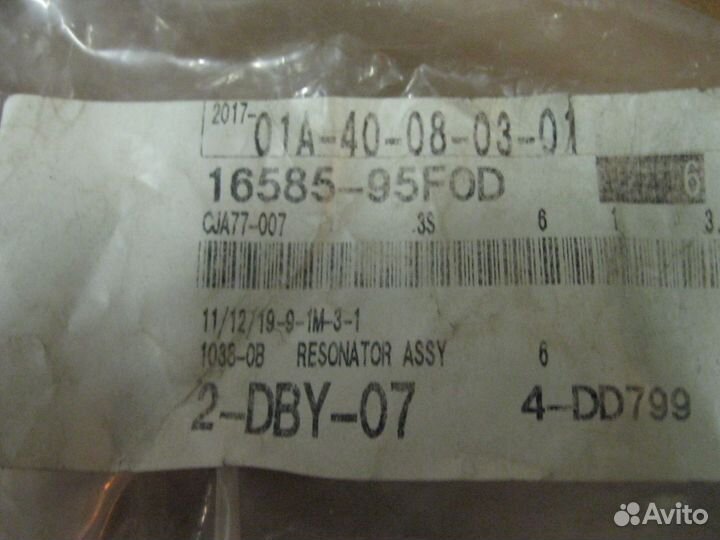 2017-
01A-40-08-03-01
16585-95F0D 6
CJA77-007 .3S 6 1 3.
11/12/19-9-1M-3-1
1038-0B RESONATOR ASSY 6
2-DBY-07 4-DD799
Avito